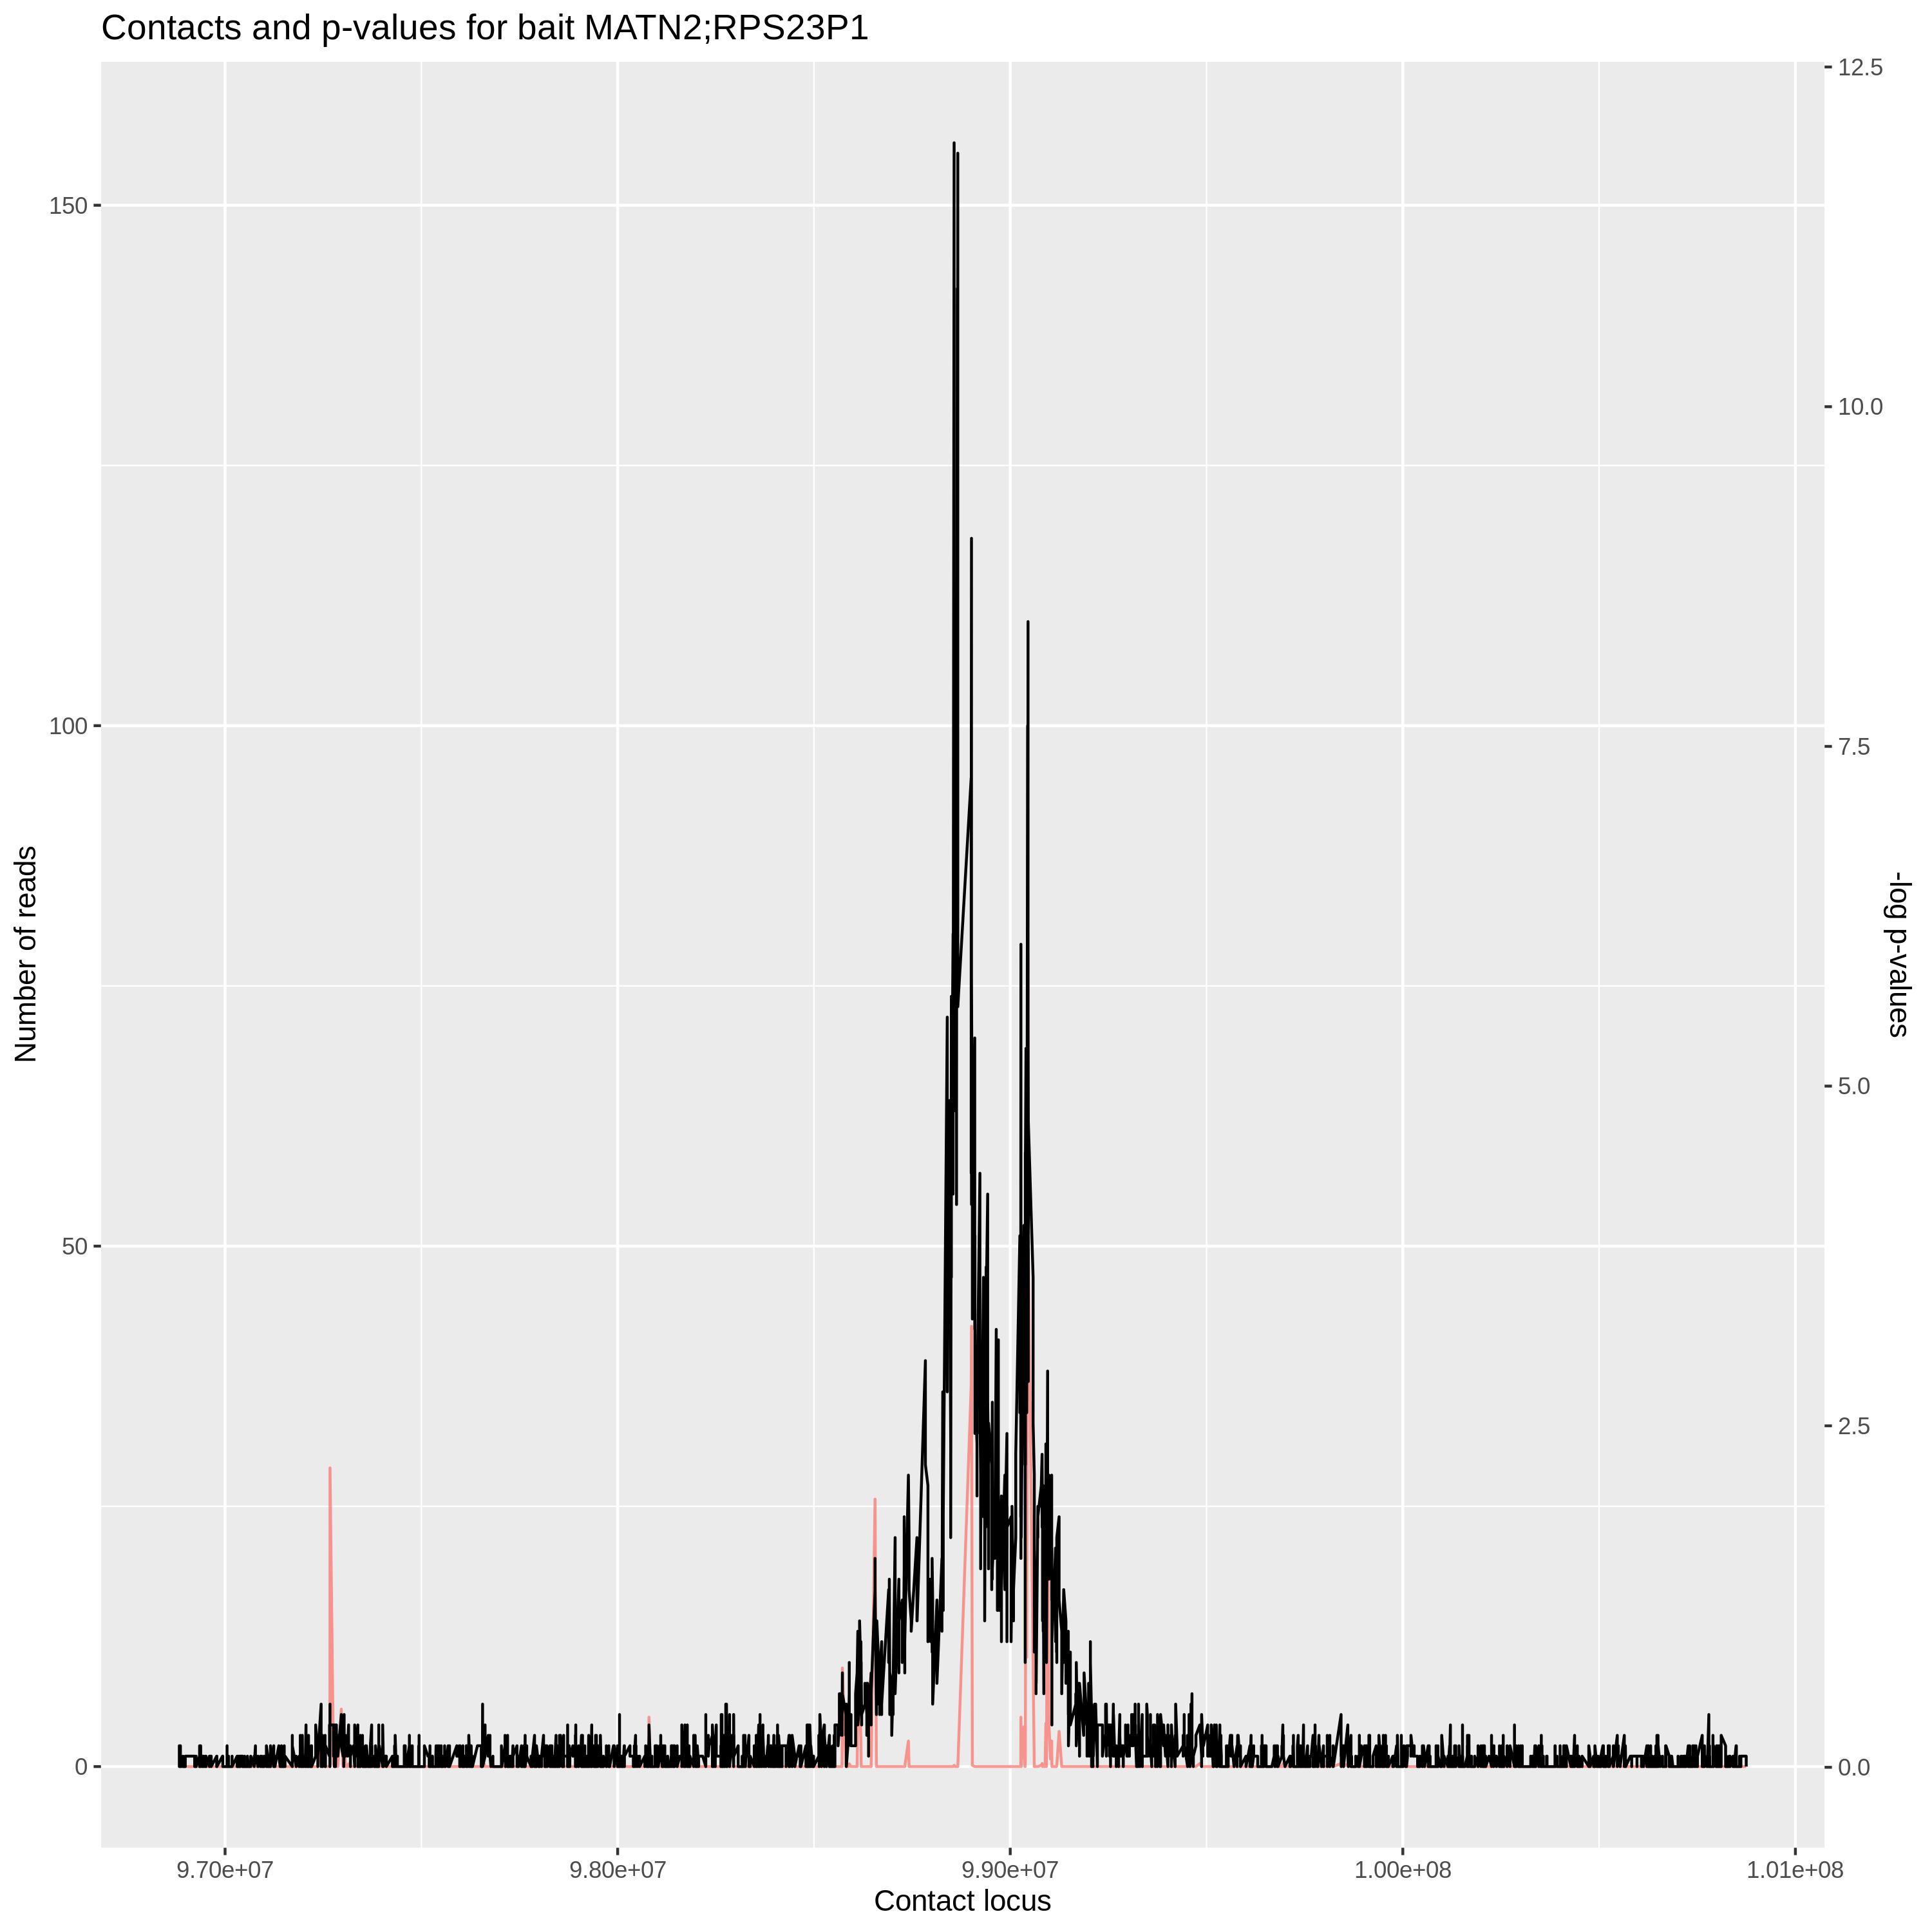 Contacts and p-values for bait MATN2;RPS23P1
12.5
150
10.0
100
7.5
Number of reads
-log p-values
5.0
50
2.5
0
0.0
9.70e+07
9.80e+07
9.90e+07
1.00e+08
1.01e+08
Contact locus